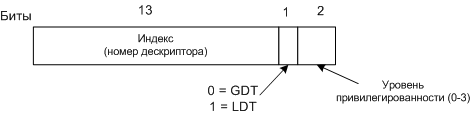 Биты
13
1
2
Индекс
(номер дескриптора)
0 = GDT
1 = LDT
Уровень
привилегированности (0-3)